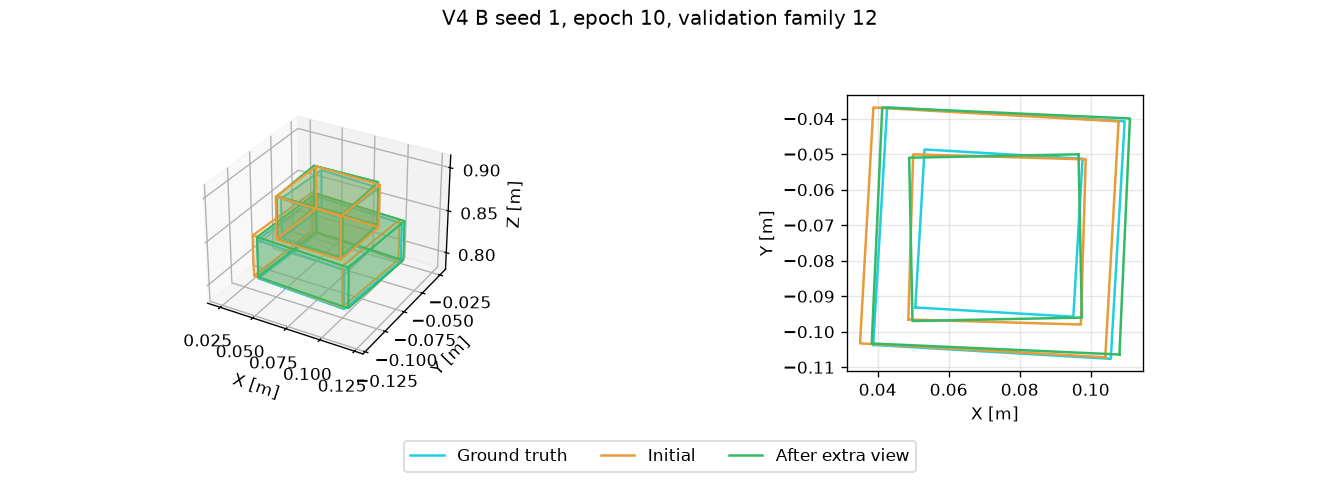 V4 B seed 1, epoch 10, validation family 12
0.90
0.85
0.80
Z [m]
−0.025
−0.050
−0.075
−0.100
−0.125
Y [m]
0.025
0.050
0.075
0.100
0.125
X [m]
−0.04
−0.05
−0.06
−0.07
−0.08
−0.09
−0.10
−0.11
Y [m]
0.04 0.06 0.08 0.10
X [m]
Ground truth Initial After extra view